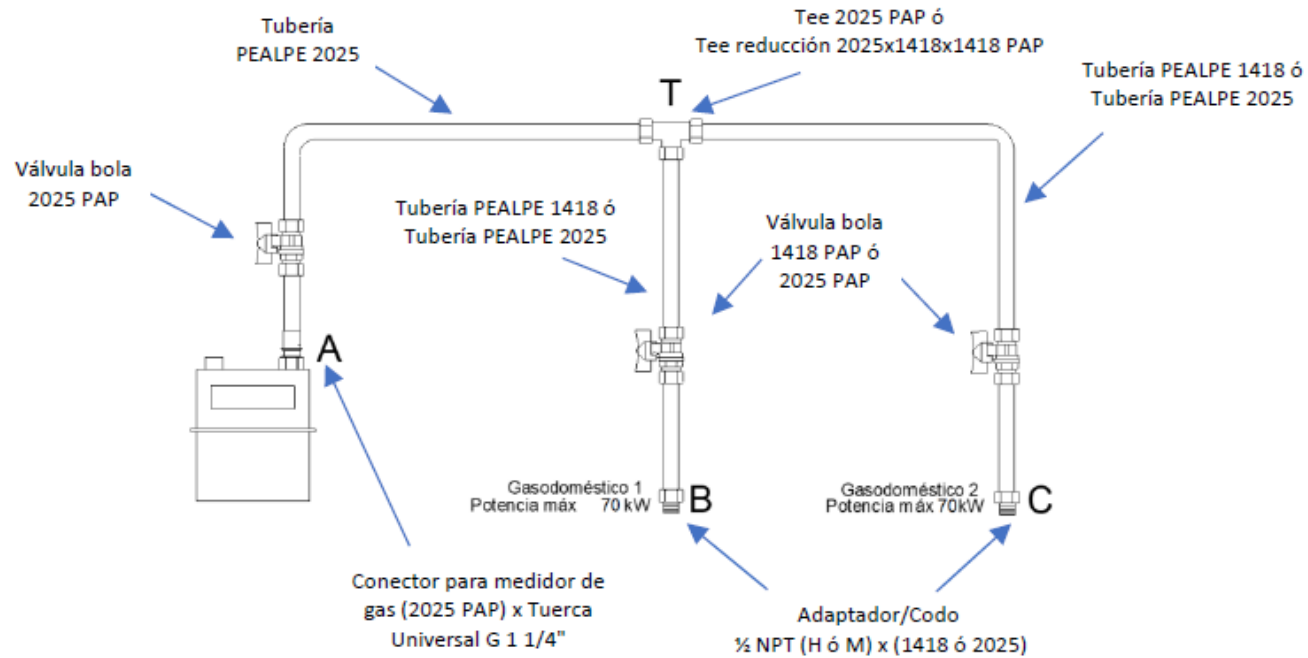 Tubería
PEALPE 2025
Tee 2025 PAP ó
Tee reducción 2025x1418x1418 PAP
T
Tubería PEALPE 1418 ó
Tubería PEALPE 2025
Válvula bola
2025 PAP
Tubería PEALPE 1418 ó
Tubería PEALPE 2025
Válvula bola
1418 PAP ó
2025 PAP
A
Gasodoméstico 1
Potencia máx 70 kW
B
Gasodoméstico 2
Potencia máx 70kW
C
Conector para medidor de
gas (2025 PAP) x Tuerca
Universal G 1 1/4"
Adaptador/Codo
½ NPT (H ó M) x (1418 ó 2025)